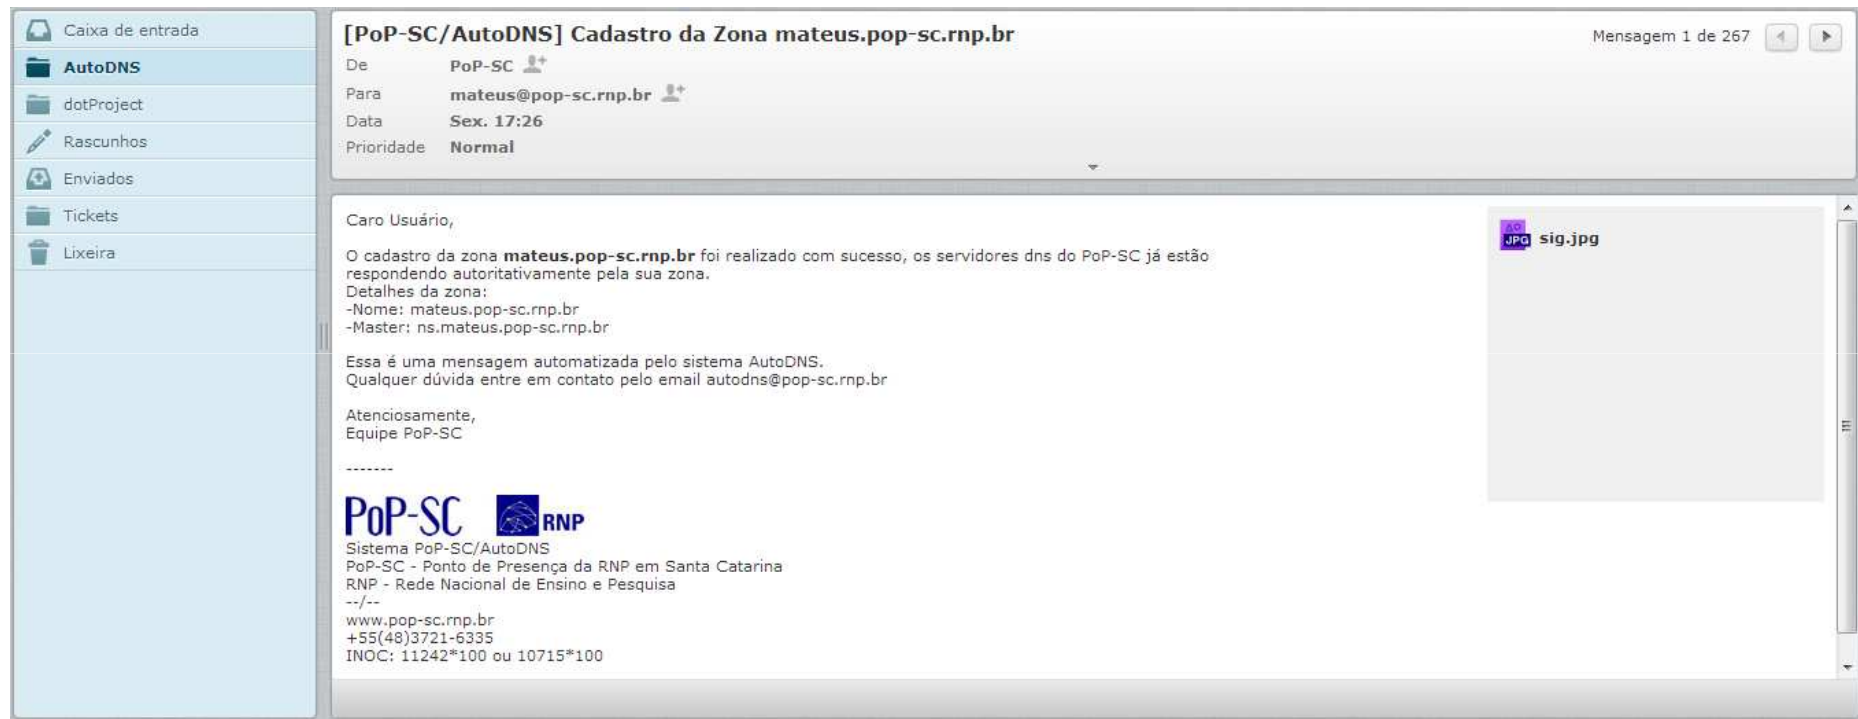 Caixa de entrada
AutoDNS
dotProject
Rascunhos
Enviados
Tickets
Lixeira
[PoP-SC/AutoDNS] Cadastro da Zona mateus.pop-sc.rnp.br
Mensagem 1 de 267
De PoP-SC
Para mateus@pop-sc.rnp.br
Data Sex. 17:26
Prioridade Normal
Caro Usuário,
O cadastro da zona mateus.pop-sc.rnp.br foi realizado com sucesso, os servidores dns do PoP-SC já estão
respondendo autoritativamente pela sua zona.
Detalhes da zona:
-Nome: mateus.pop-sc.rnp.br
-Master: ns.mateus.pop-sc.rnp.br
Essa é uma mensagem automatizada pelo sistema AutoDNS.
Qualquer dúvida entre em contato pelo email autodns@pop-sc.rnp.br
Atenciosamente,
Equipe PoP-SC
-------
PoP-SC RNP
Sistema PoP-SC/AutoDNS
PoP-SC - Ponto de Presença da RNP em Santa Catarina
RNP - Rede Nacional de Ensino e Pesquisa
--/--
www.pop-sc.rnp.br
+55(48)3721-6335
INOC: 11242*100 ou 10715*100
JPG sig.jpg